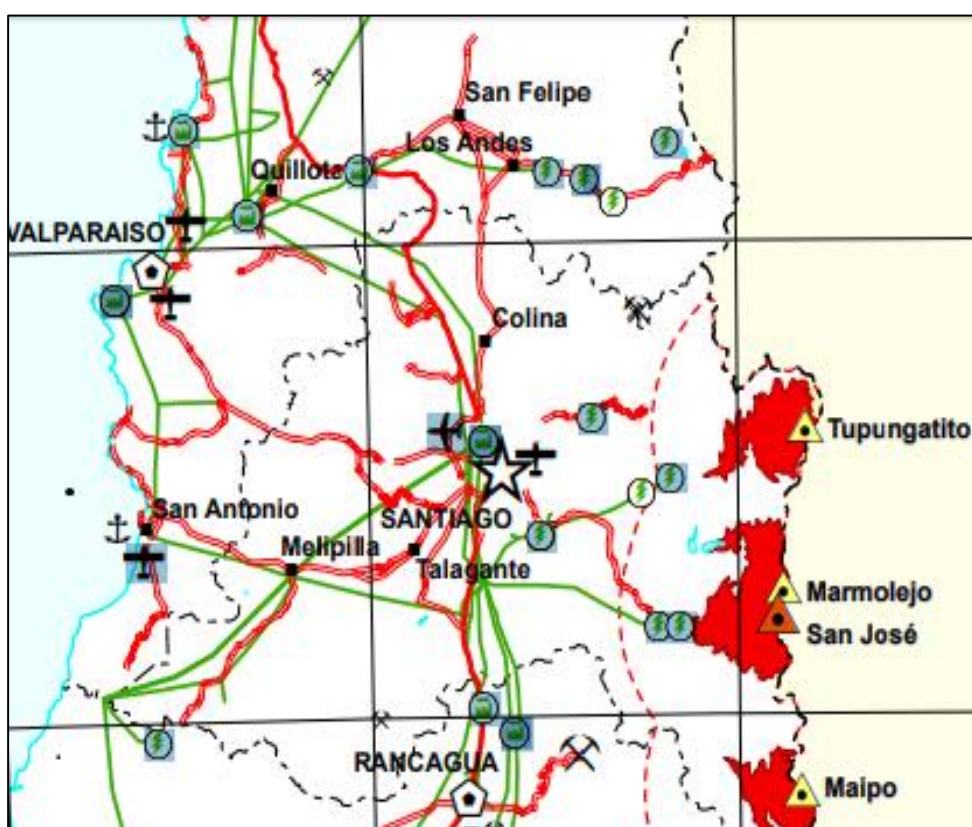 San Felipe
Los Andes
Quillota
VALPARAISO
Colina
Tupungatito
San Antonio
SANTIAGO
Melipilla
Talagante
Marmolejo
San José
RANCAGUA
Maipo